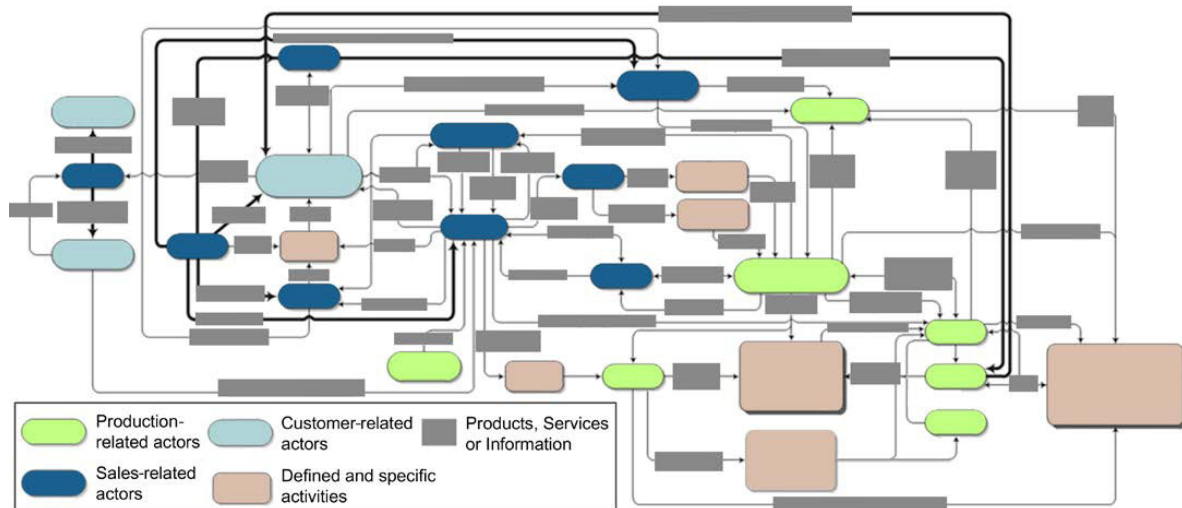 Production-
related actors
Customer-related
actors
Products, Services
or Information
Sales-related
actors
Defined and specific
activities